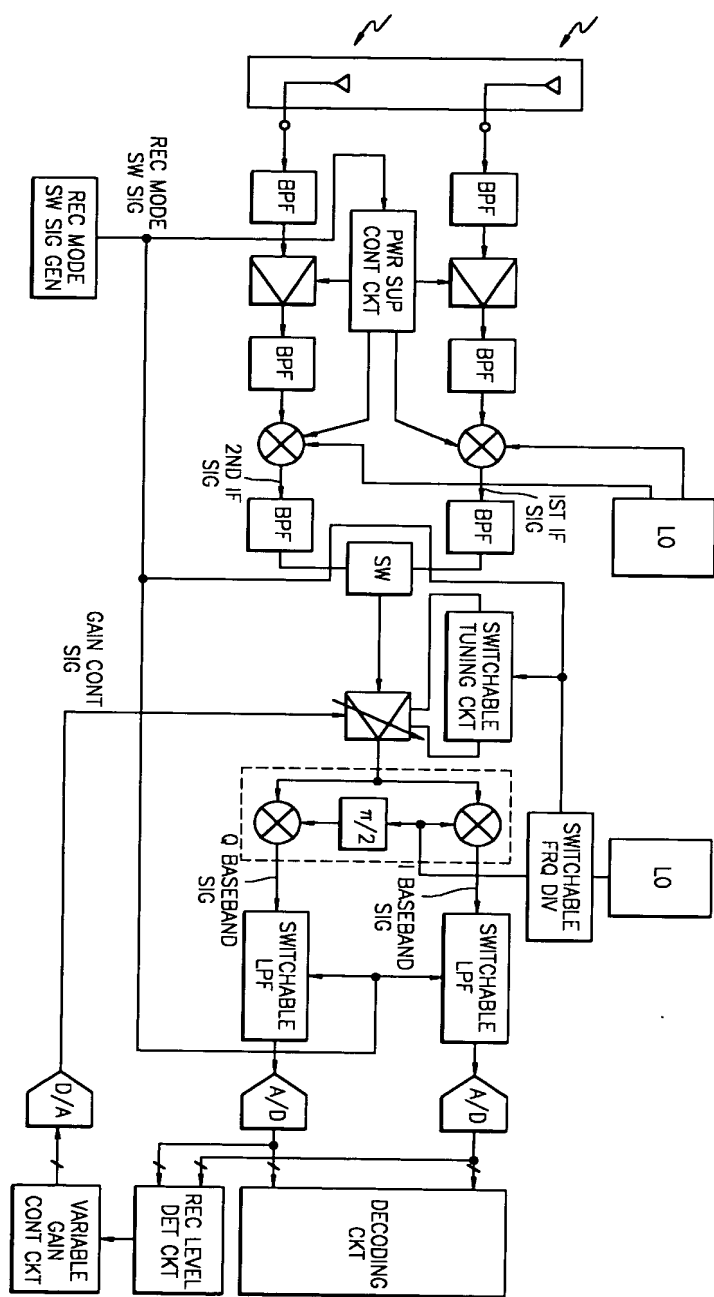 BPF
BPF
LO
1ST IF
SIG
BPF
PWR SUP
CONT CKT
SW
SWITCHABLE
TUNING CKT
LO
SWITCHABLE
FRQ DIV
π/2
I BASEBAND
SIG
SWITCHABLE
LPF
A/D
DECODING
CKT
BPF
BPF
2ND IF
SIG
BPF
Q BASEBAND
SIG
SWITCHABLE
LPF
A/D
REC LEVEL
DET CKT
REC MODE
SW SIG
REC MODE
SW SIG GEN
GAIN CONT
SIG
D/A
VARIABLE
GAIN
CONT CKT